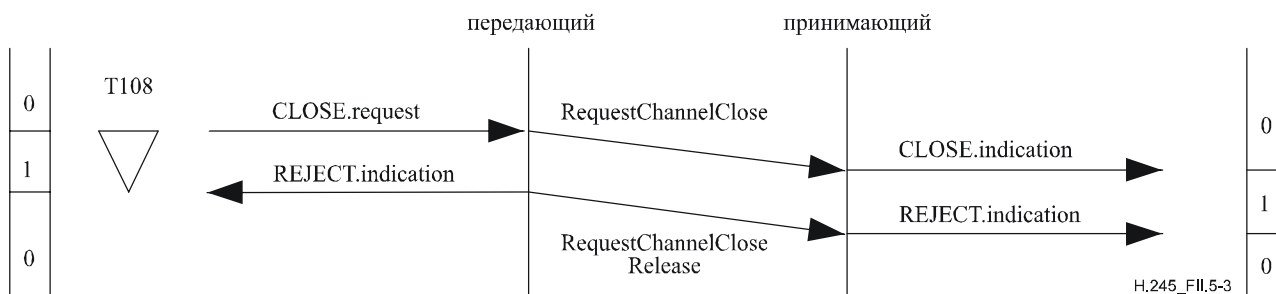 передающий
принимающий
T108
0
CLOSE.request
RequestChannelClose
0
1
REJECT.indication
CLOSE.indication
1
REJECT.indication
0
RequestChannelClose
Release
0
H.245_FII.5-3